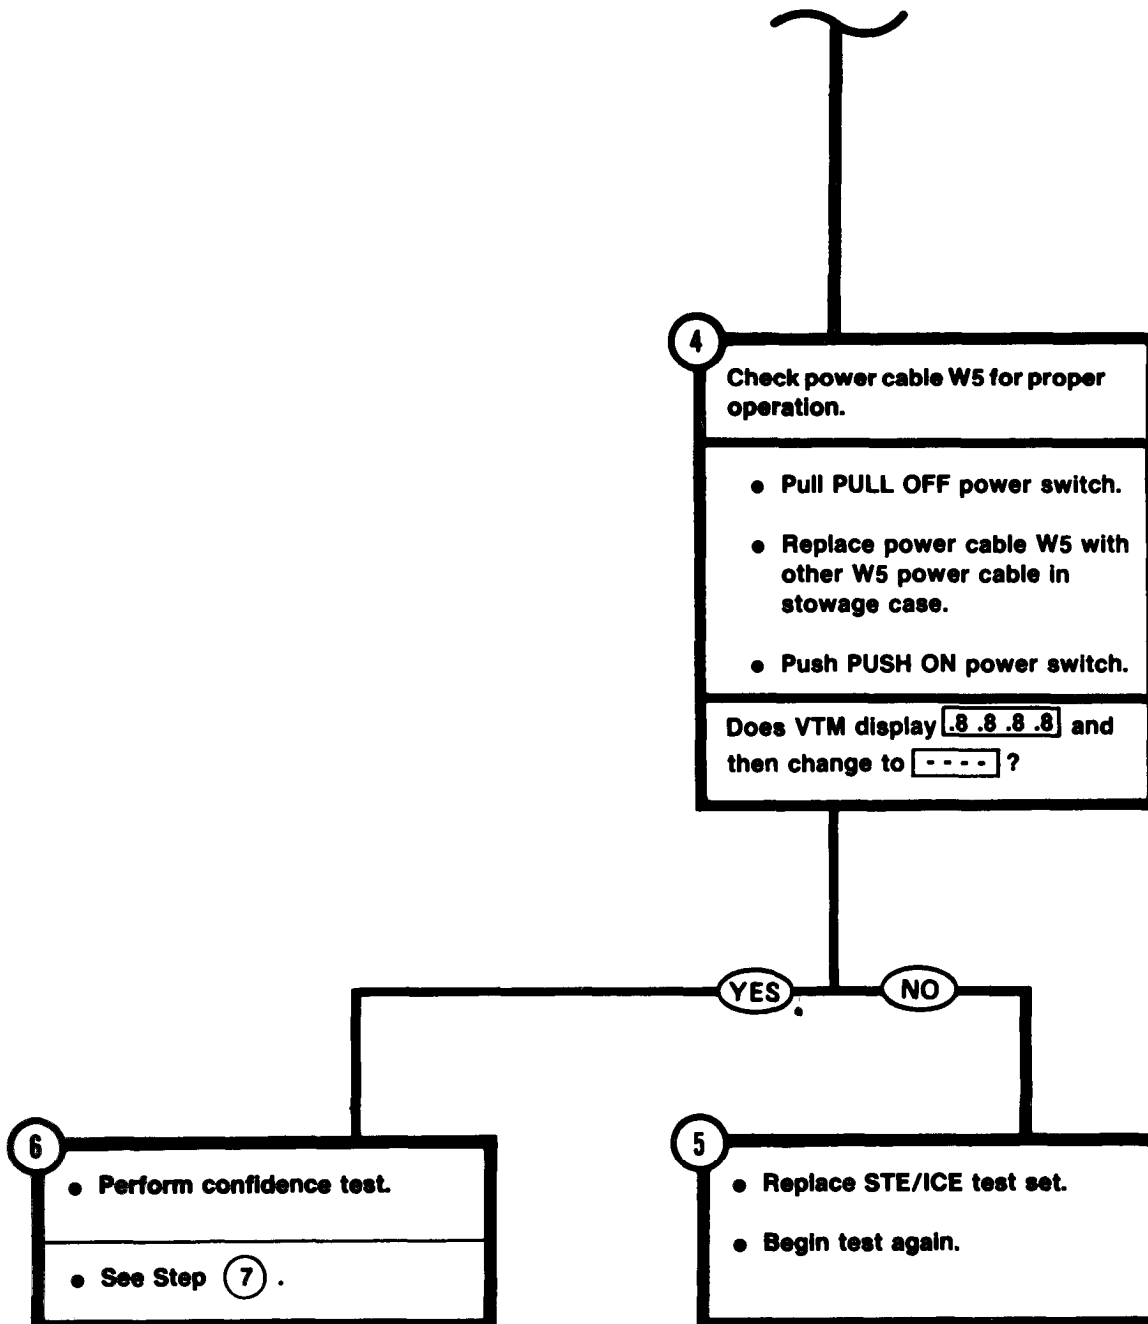 4
Check power cable W5 for proper
operation.
● Pull PULL OFF power switch.
● Replace power cable W5 with
other W5 power cable in
stowage case.
● Push PUSH ON power switch.
Does VTM display .8 .8 .8 .8 and
then change to - - - - ?
YES NO
6
● Perform confidence test.
● See Step 7 .
5
● Replace STE/ICE test set.
● Begin test again.